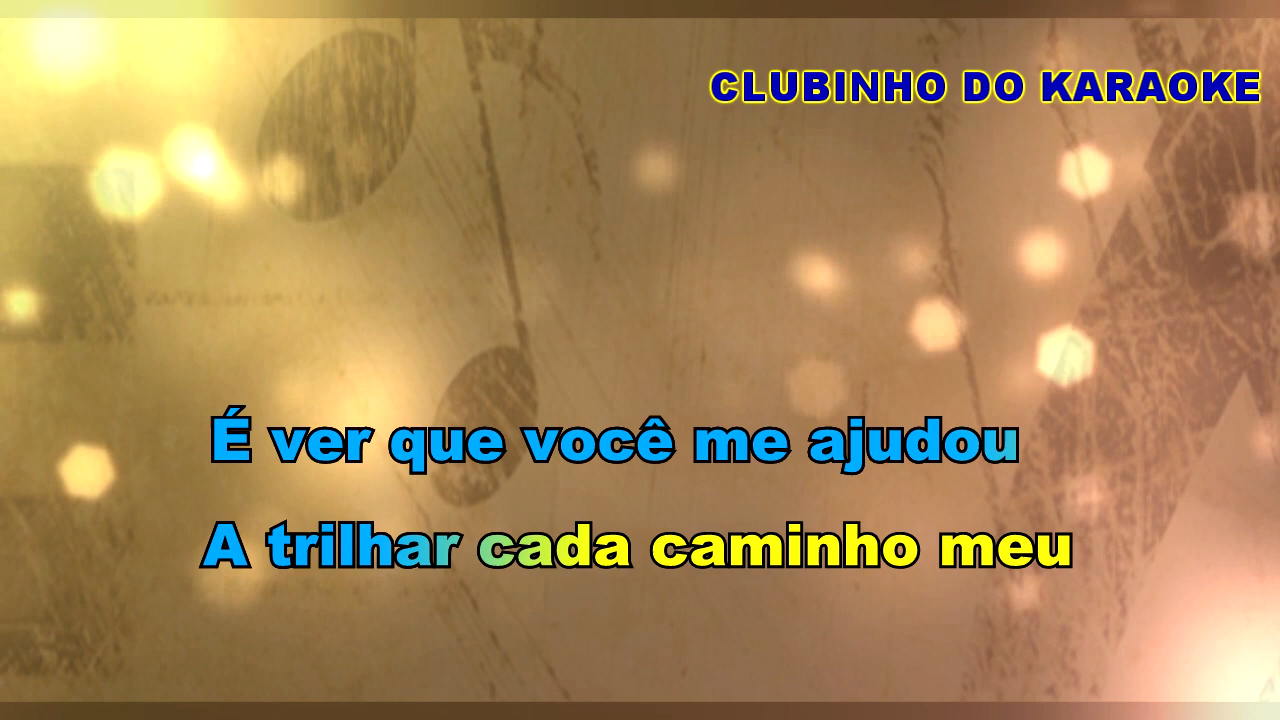 CLUBINHO DO KARAOKE
É ver que você me ajudou
A trilhar cada caminho meu